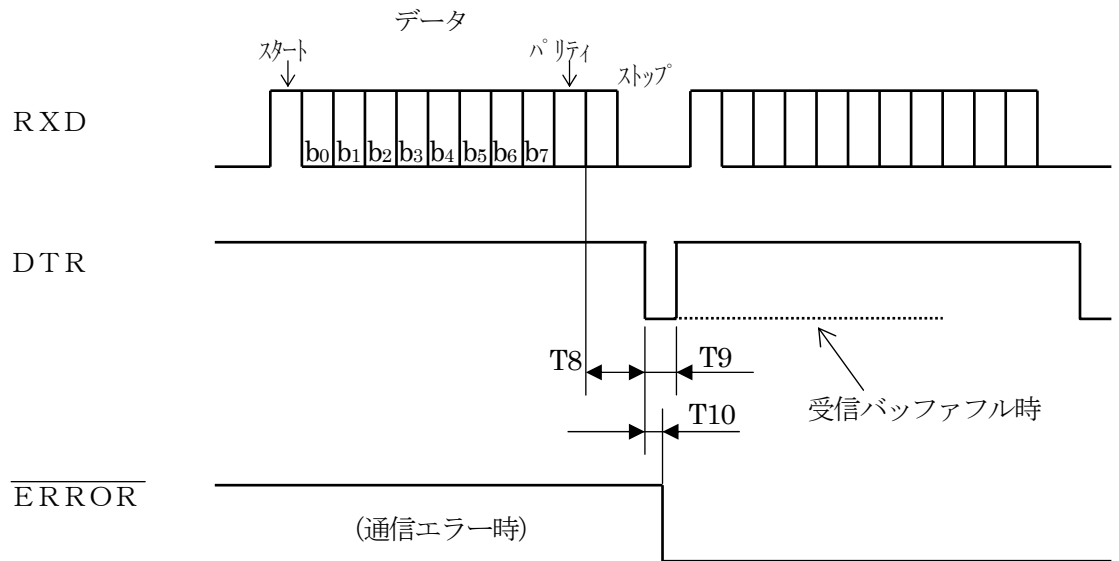 データ
スタート
パリティ
ストップ
RXD
b0 b1 b2 b3 b4 b5 b6 b7
DTR
T8
T9
受信バッファフル時
T10
ERROR
(通信エラー時)